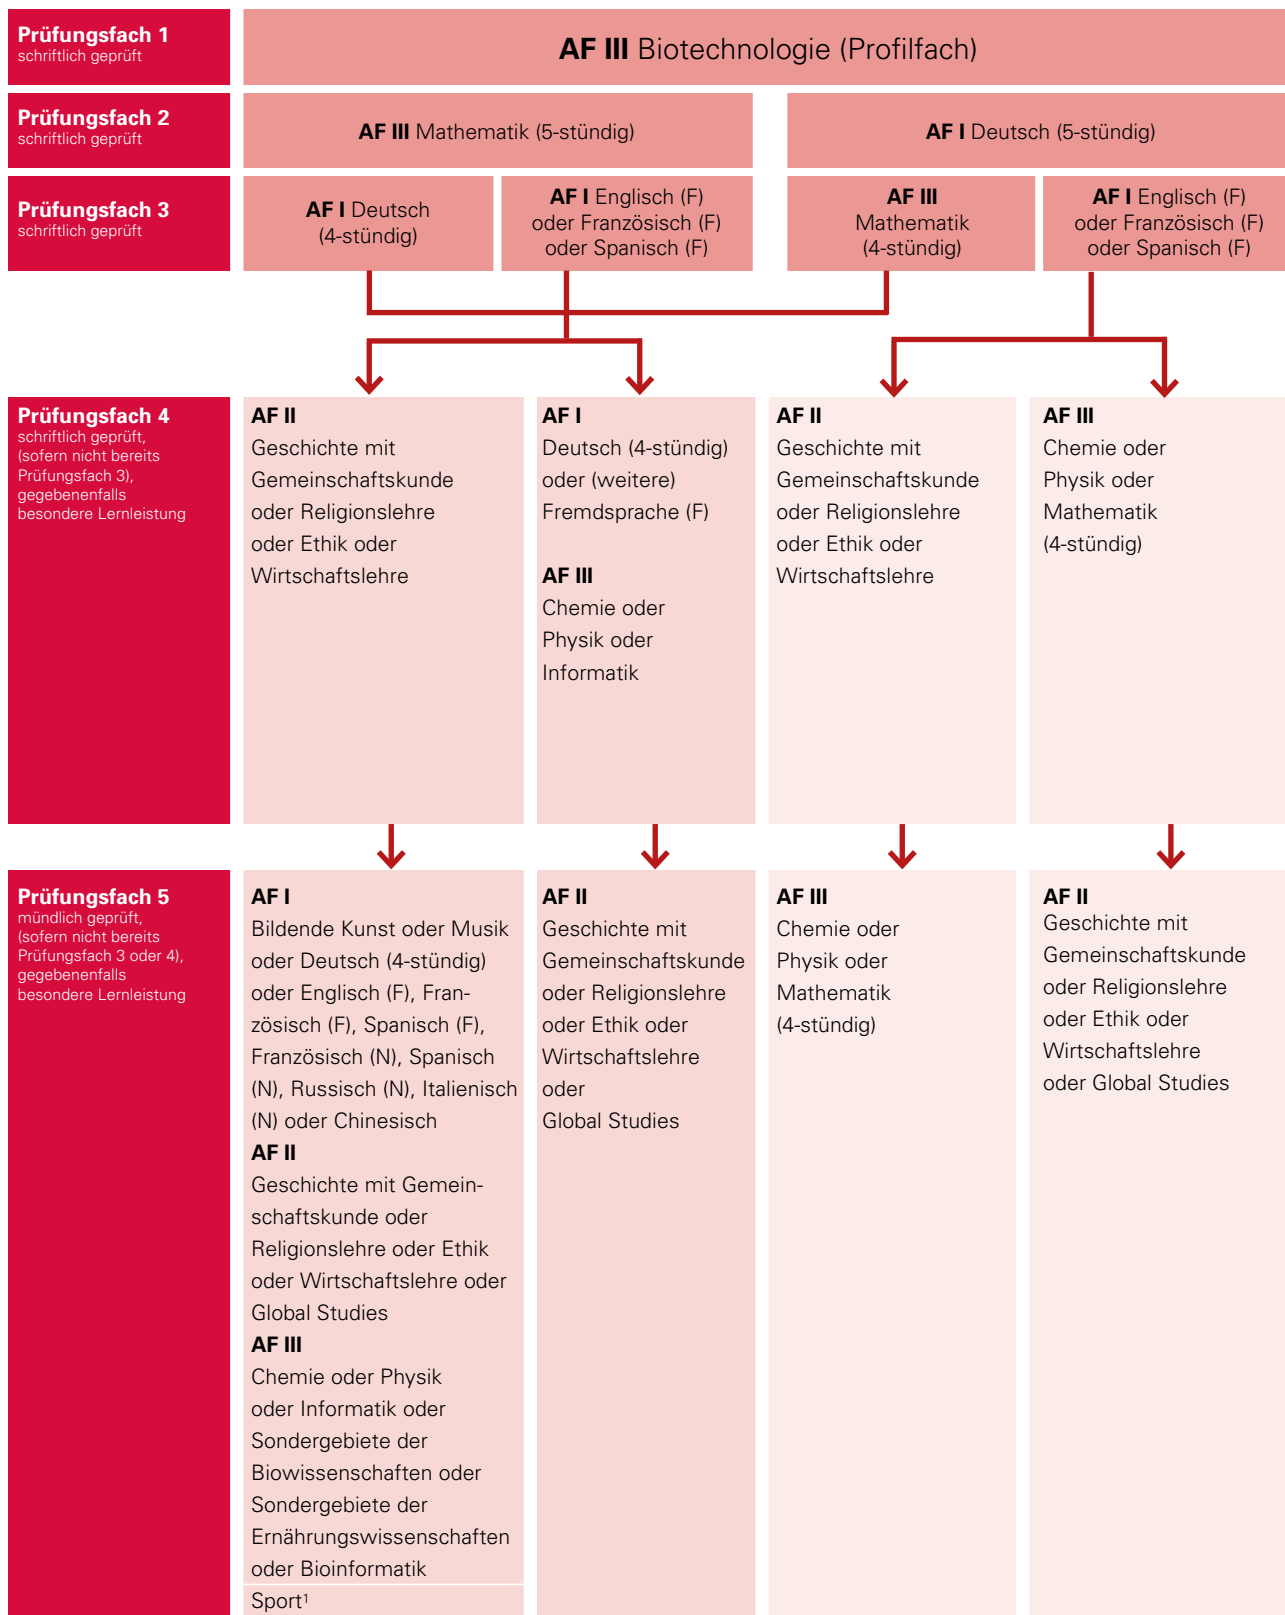 Prüfungsfach 1
schriftlich geprüft
AF III Biotechnologie (Profilfach)
Prüfungsfach 2
schriftlich geprüft
AF III Mathematik (5-stündig)
AF I Deutsch (5-stündig)
Prüfungsfach 3
schriftlich geprüft
AF I Deutsch
(4-stündig)
AF I Englisch (F)
oder Französisch (F)
oder Spanisch (F)
AF III
Mathematik
(4-stündig)
AF I Englisch (F)
oder Französisch (F)
oder Spanisch (F)
Prüfungsfach 4
schriftlich geprüft,
(sofern nicht bereits
Prüfungsfach 3),
gegebenenfalls
besondere Lernleistung
AF II
Geschichte mit
Gemeinschaftskunde
oder Religionslehre
oder Ethik oder
Wirtschaftslehre
AF I
Deutsch (4-stündig)
oder (weitere)
Fremdsprache (F)
AF III
Chemie oder
Physik oder
Informatik
AF II
Geschichte mit
Gemeinschaftskunde
oder Religionslehre
oder Ethik oder
Wirtschaftslehre
AF III
Chemie oder
Physik oder
Mathematik
(4-stündig)
Prüfungsfach 5
mündlich geprüft,
(sofern nicht bereits
Prüfungsfach 3 oder 4),
gegebenenfalls
besondere Lernleistung
AF I
Bildende Kunst oder Musik
oder Deutsch (4-stündig)
oder Englisch (F), Fran-
zösisch (F), Spanisch (F),
Französisch (N), Spanisch
(N), Russisch (N), Italienisch
(N) oder Chinesisch
AF II
Geschichte mit Gemein-
schaftskunde oder
Religionslehre oder Ethik
oder Wirtschaftslehre oder
Global Studies
AF III
Chemie oder Physik
oder Informatik oder
Sondergebiete der
Biowissenschaften oder
Sondergebiete der
Ernährungswissenschaften
oder Bioinformatik
Sport¹
AF II
Geschichte mit
Gemeinschaftskunde
oder Religionslehre
oder Ethik oder
Wirtschaftslehre
oder
Global Studies
AF III
Chemie oder
Physik oder
Mathematik
(4-stündig)
AF II
Geschichte mit
Gemeinschaftskunde
oder Religionslehre
oder Ethik oder
Wirtschaftslehre
oder Global Studies